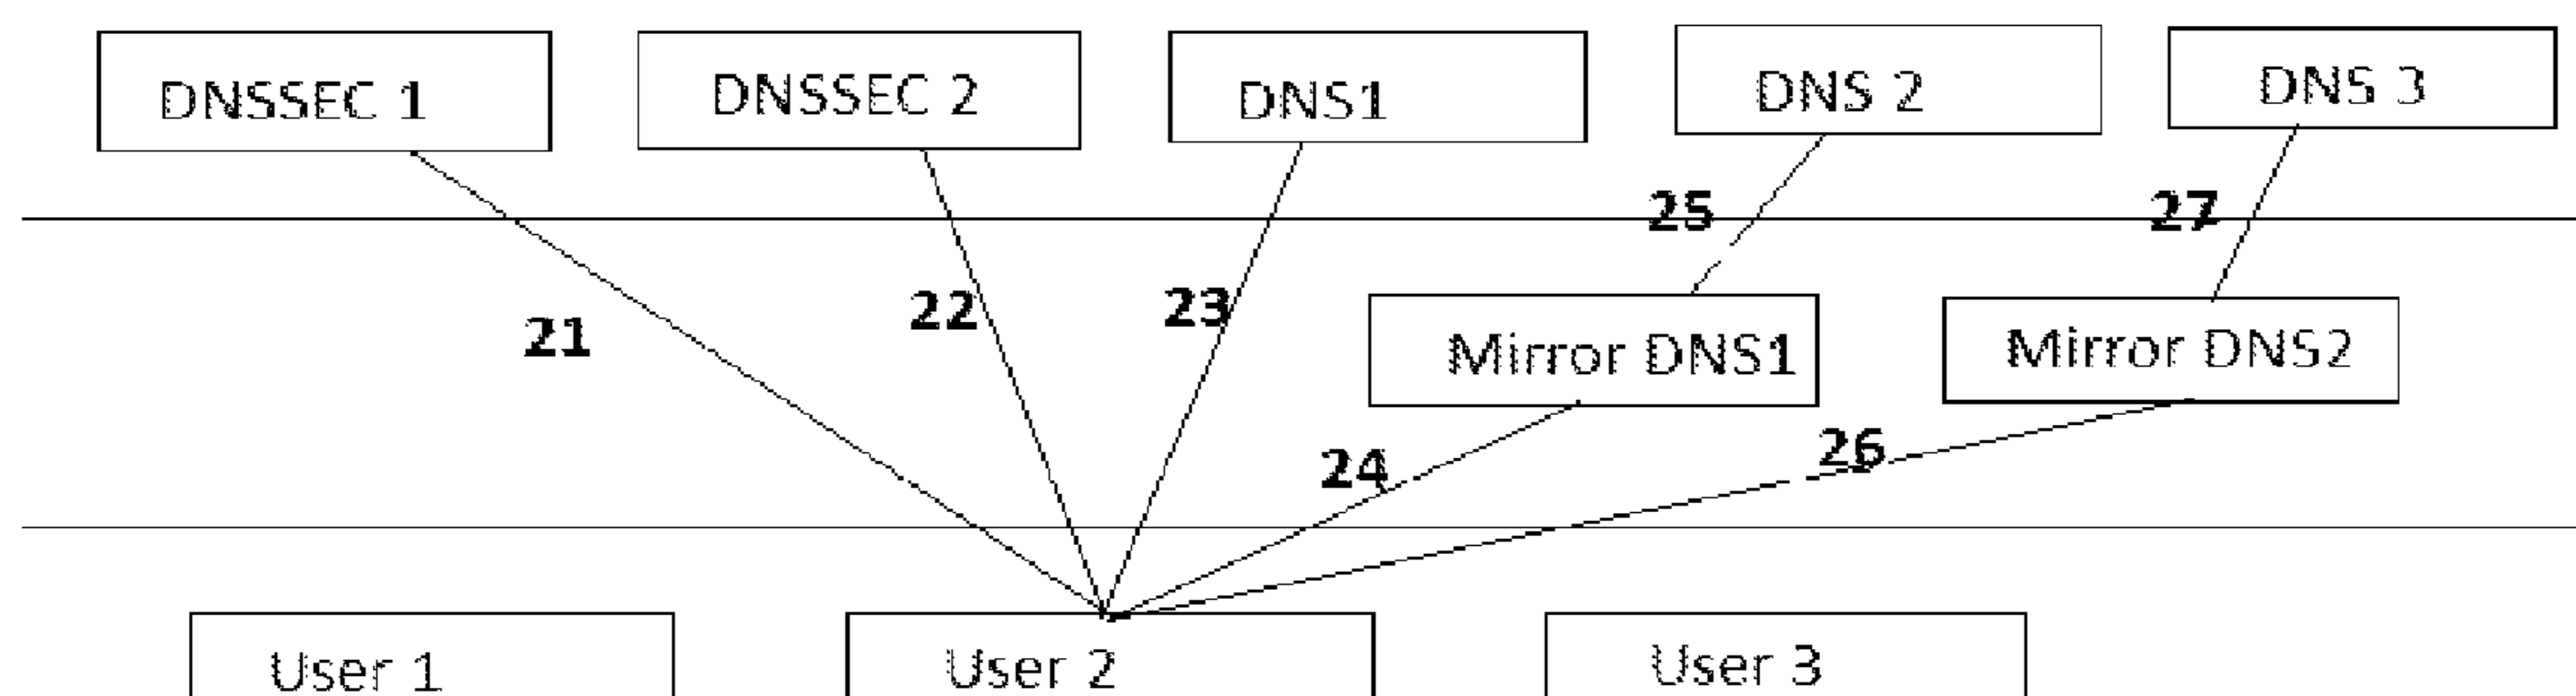 DNSSEC 1
DNSSEC 2
DNS1
DNS 2
DNS 3
25
27
21
22
23
Mirror DNS1
Mirror DNS2
24
26
User 1
User 2
User 3